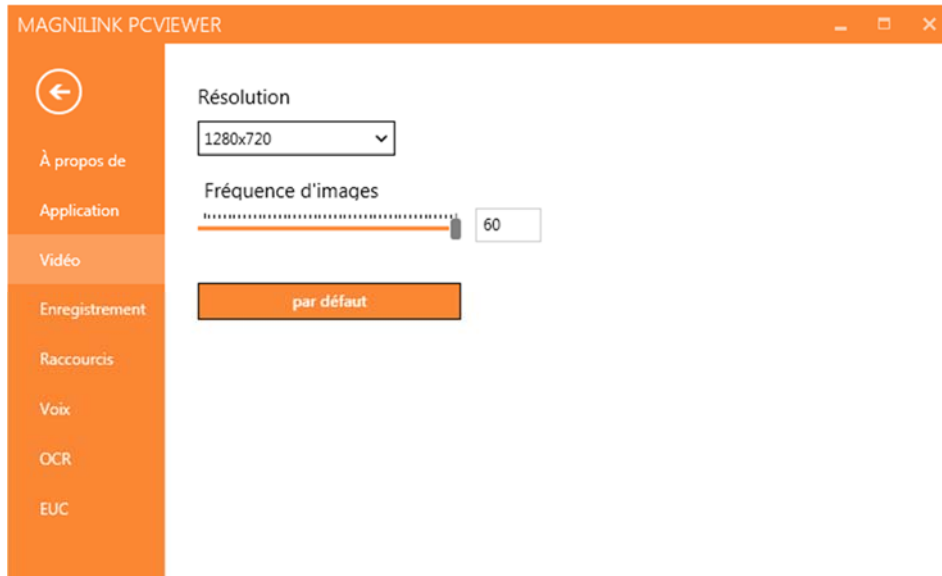 MAGNILINK PCVIEWER
À propos de
Application
Vidéo
Enregistrement
Raccourcis
Voix
OCR
EUC
Résolution
1280x720
Fréquence d'images
60
par défaut